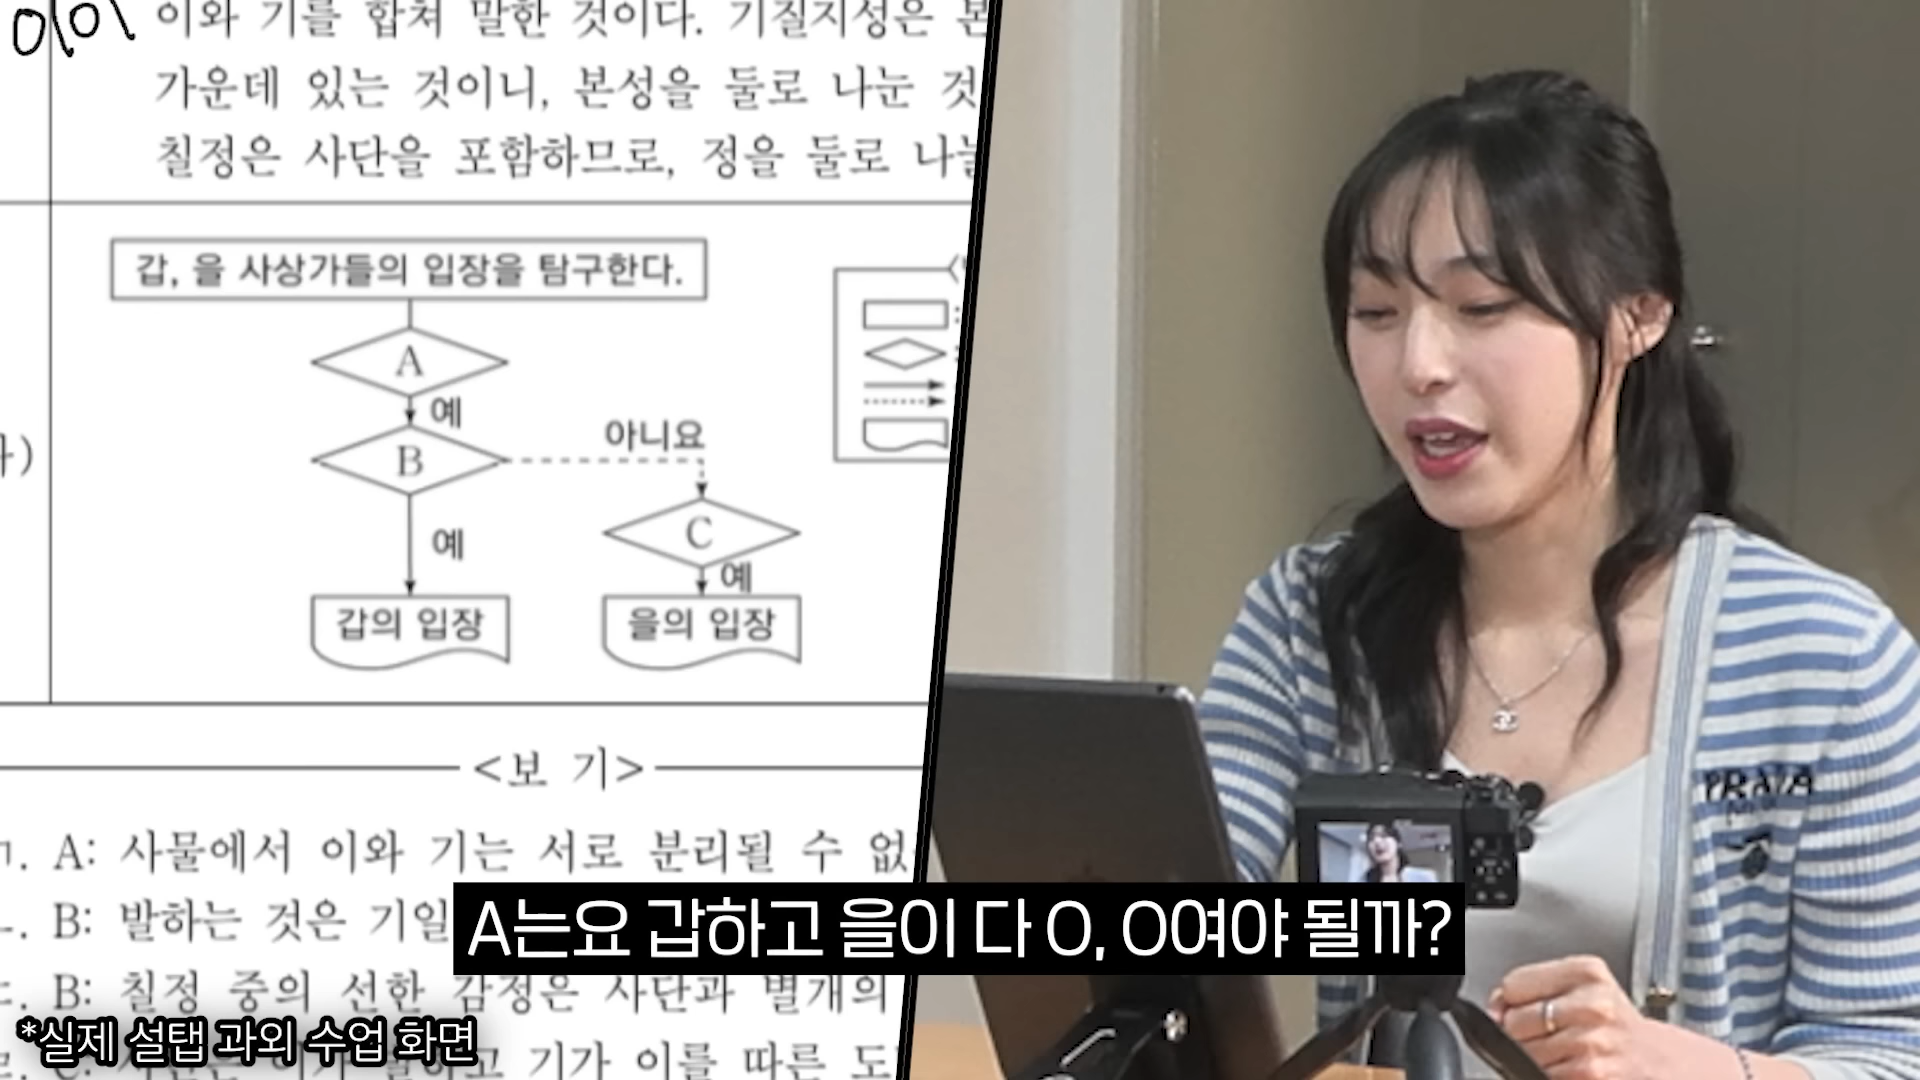 이이
이와 기를 합쳐 말한 것이다. 기질지성은 본
가운데 있는 것이니, 본성을 둘로 나눈 것
칠정은 사단을 포함하므로, 정을 둘로 나눌
갑, 을 사상가들의 입장을 탐구한다.
A
예
B
아니요
예
C
예
갑의 입장
을의 입장
<보 기>
ㄱ. A: 사물에서 이와 기는 서로 분리될 수 없
ㄴ. B: 발하는 것은 기일
ㄷ. B: 칠정 중의 선한 감정은 사단과 별개의
기가 이를 따른 도
A는요 갑하고 을이 다 O, O여야 될까?
*실제 설탭 과외 수업 화면
PRADA